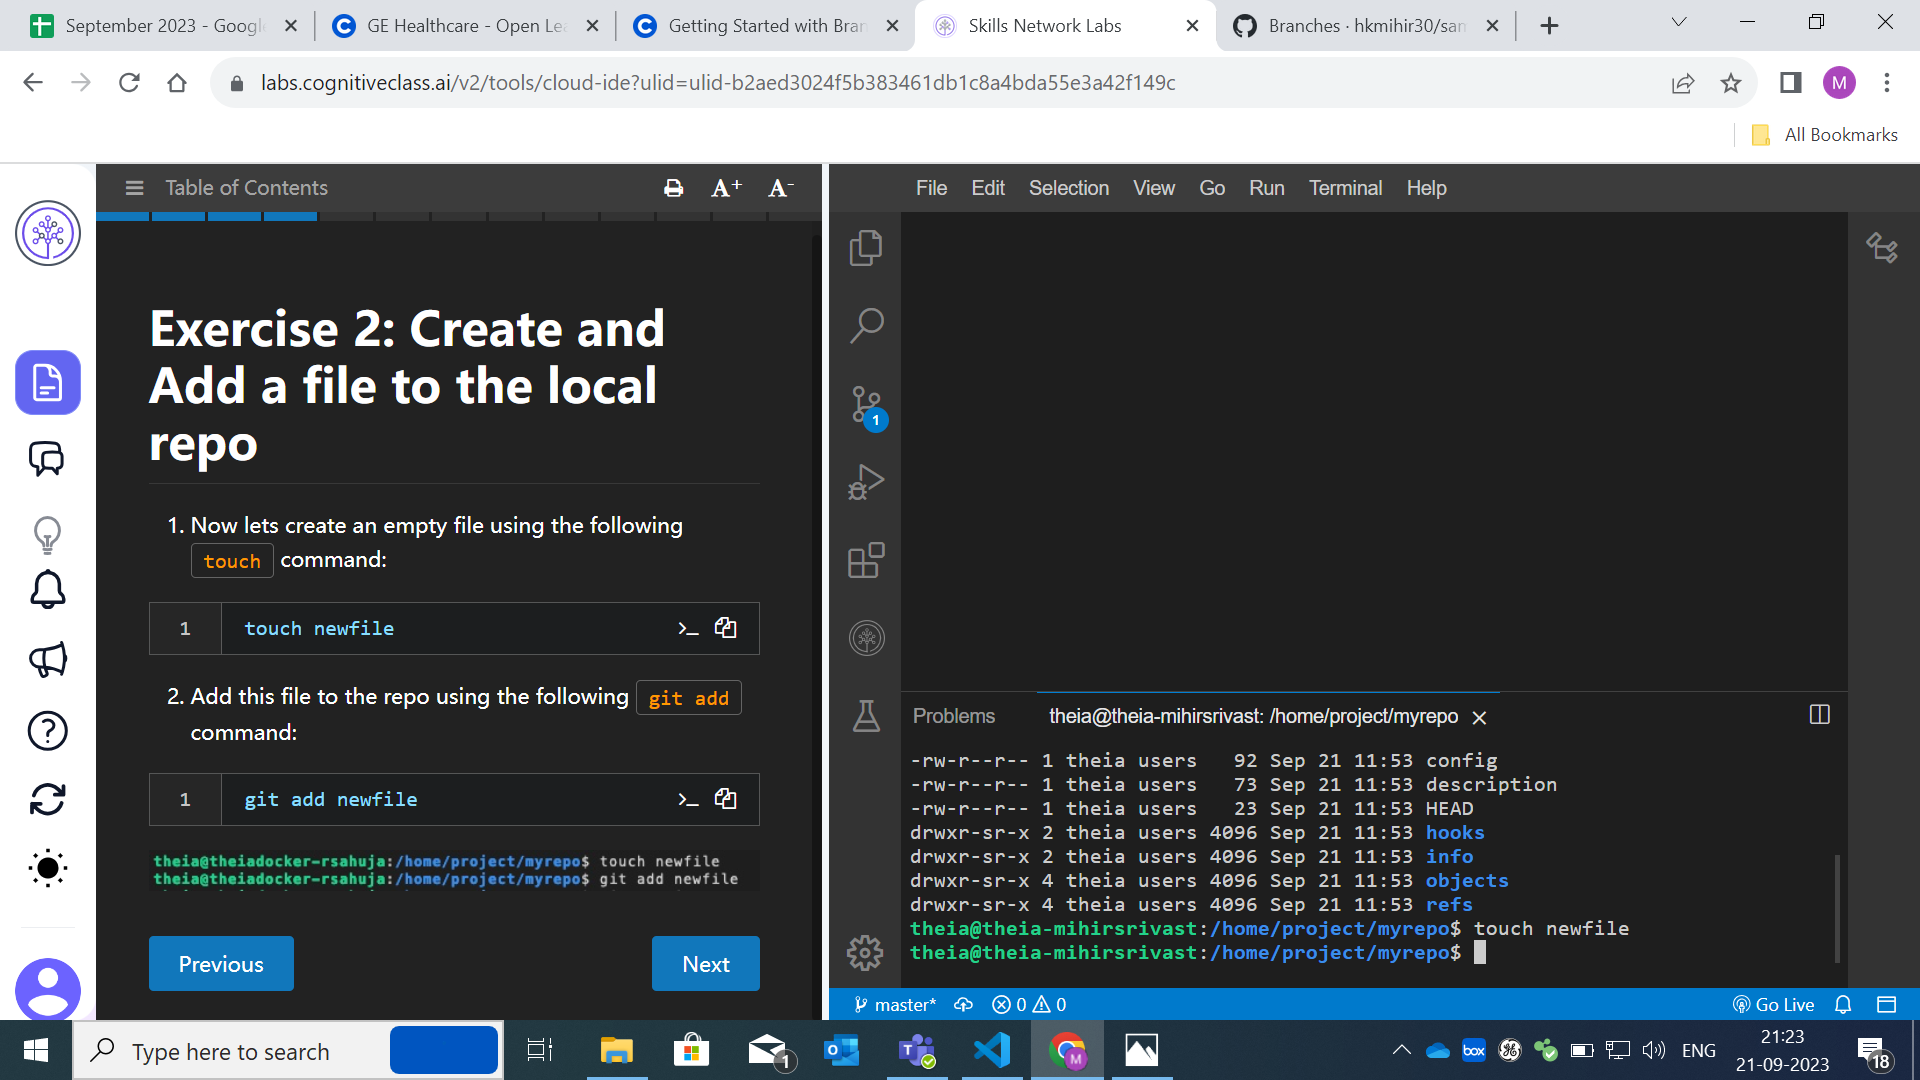 September 2023 - Google
GE Healthcare - Open Lea
Getting Started with Bran
Skills Network Labs
Branches · hkmihir30/sam
labs.cognitiveclass.ai/v2/tools/cloud-ide?ulid=ulid-b2aed3024f5b383461db1c8a4bda55e3a42f149c
M
All Bookmarks
Table of Contents
A+ A-
File Edit Selection View Go Run Terminal Help
Exercise 2: Create and
Add a file to the local
repo
1. Now lets create an empty file using the following
touch command:
1 touch newfile
2. Add this file to the repo using the following git add
command:
1 git add newfile
theia@theiadocker-rsahuja:/home/project/myrepo$ touch newfile
theia@theiadocker-rsahuja:/home/project/myrepo$ git add newfile
Previous
Next
1
Problems
theia@theia-mihirsrivast: /home/project/myrepo
-rw-r--r-- 1 theia users   92 Sep 21 11:53 config
-rw-r--r-- 1 theia users   73 Sep 21 11:53 description
-rw-r--r-- 1 theia users   23 Sep 21 11:53 HEAD
drwxr-sr-x 2 theia users 4096 Sep 21 11:53 hooks
drwxr-sr-x 2 theia users 4096 Sep 21 11:53 info
drwxr-sr-x 4 theia users 4096 Sep 21 11:53 objects
drwxr-sr-x 4 theia users 4096 Sep 21 11:53 refs
theia@theia-mihirsrivast:/home/project/myrepo$ touch newfile
theia@theia-mihirsrivast:/home/project/myrepo$
master*
0
0
Go Live
Type here to search
1
M
box
ENG
21:23
21-09-2023
18